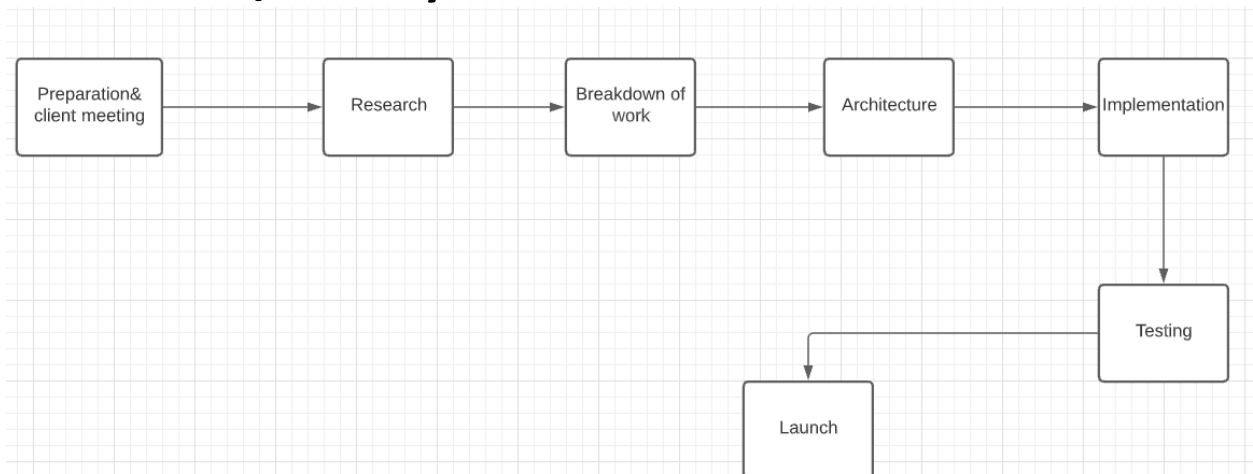 Preparation&
client meeting
Research
Breakdown of
work
Architecture
Implementation
Testing
Launch